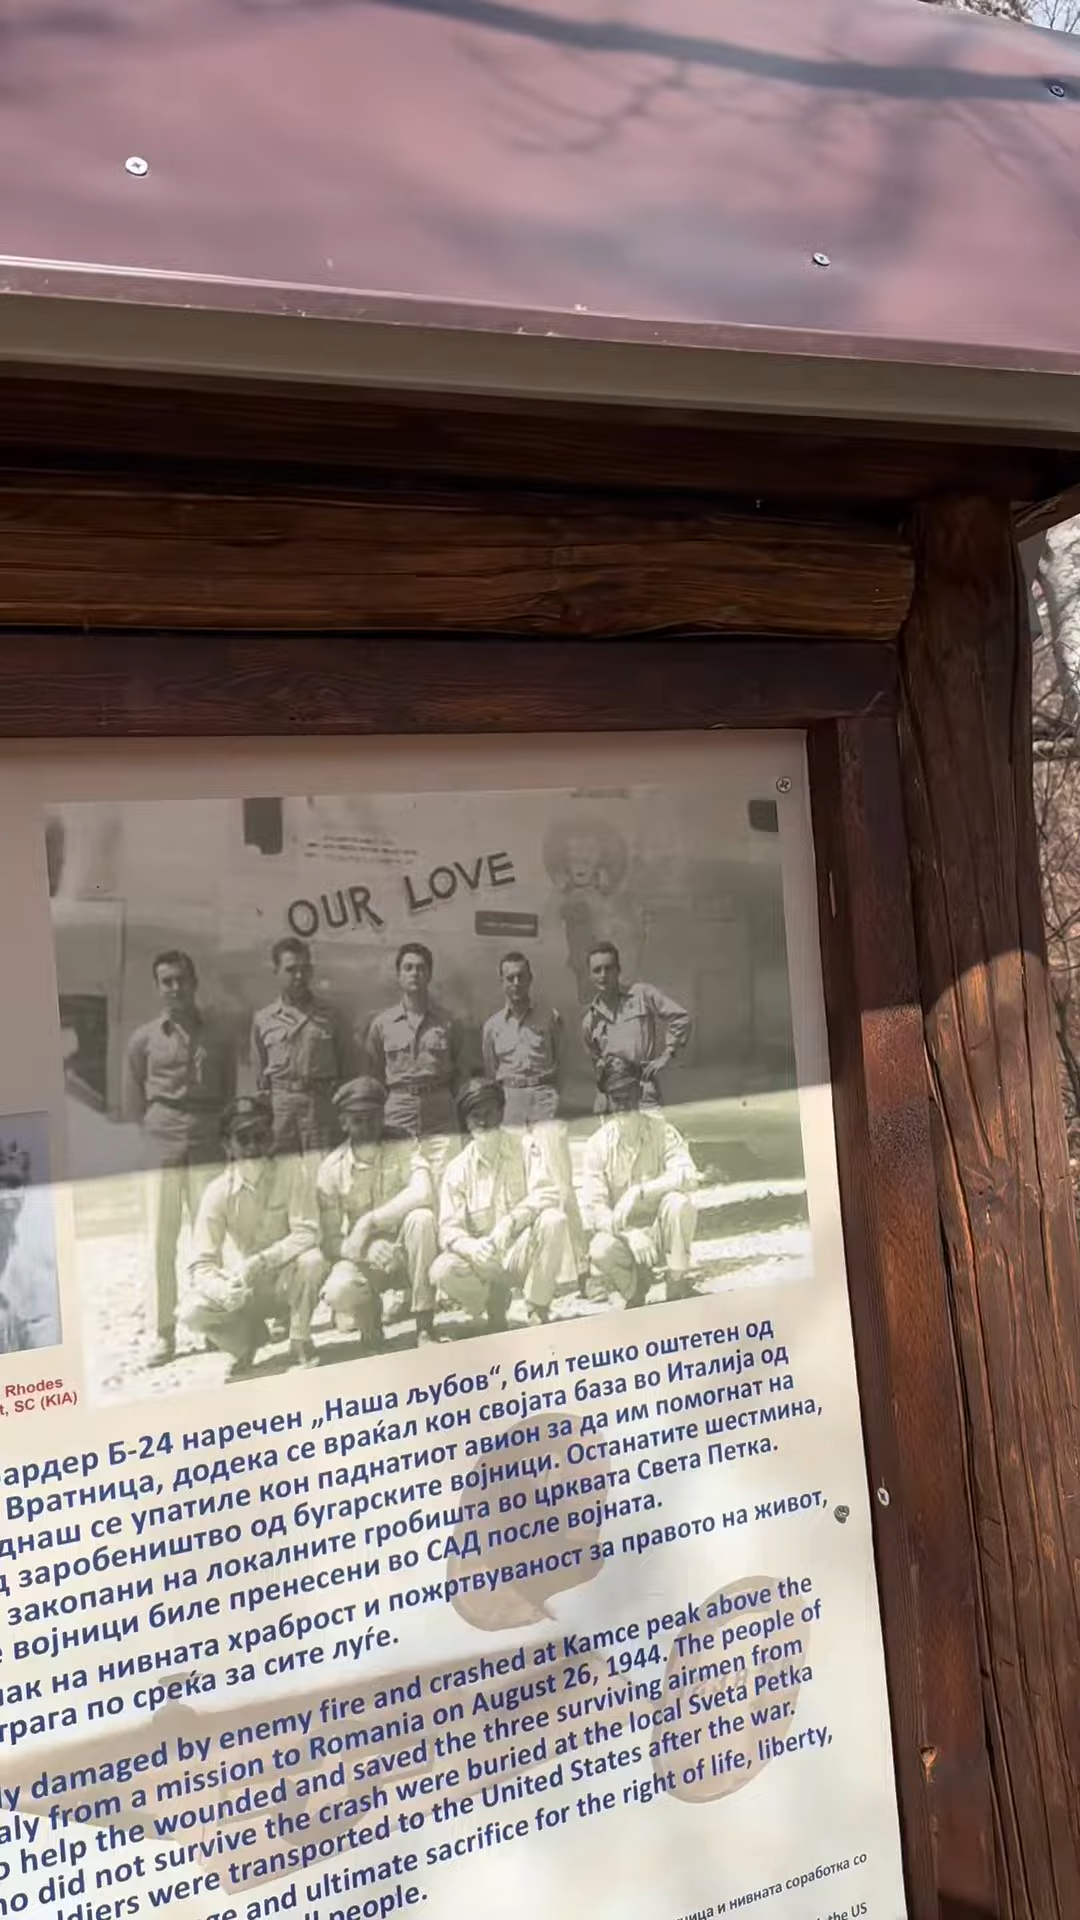 OUR LOVE
Rhodes
t, SC (KIA)
ардер Б-24 наречен „Наша љубов“, бил тешко оштетен од
Вратница, додека се враќал кон својата база во Италија од
днаш се упатиле кон паднатиот авион за да им помогнат на
д заробеништво од бугарските војници. Останатите шестмина,
закопани на локалните гробишта во црквата Света Петка.
е војници биле пренесени во САД после војната.
нак на нивната храброст и пожртвуваност за правото на живот,
трага по среќа за сите луѓе.
ly damaged by enemy fire and crashed at Kamce peak above the
aly from a mission to Romania on August 26, 1944. The people of
o help the wounded and saved the three surviving airmen from
ho did not survive the crash were buried at the local Sveta Petka
ldiers were transported to the United States after the war.
ge and ultimate sacrifice for the right of life, liberty,
ll people.
ница и нивната соработка со
the US